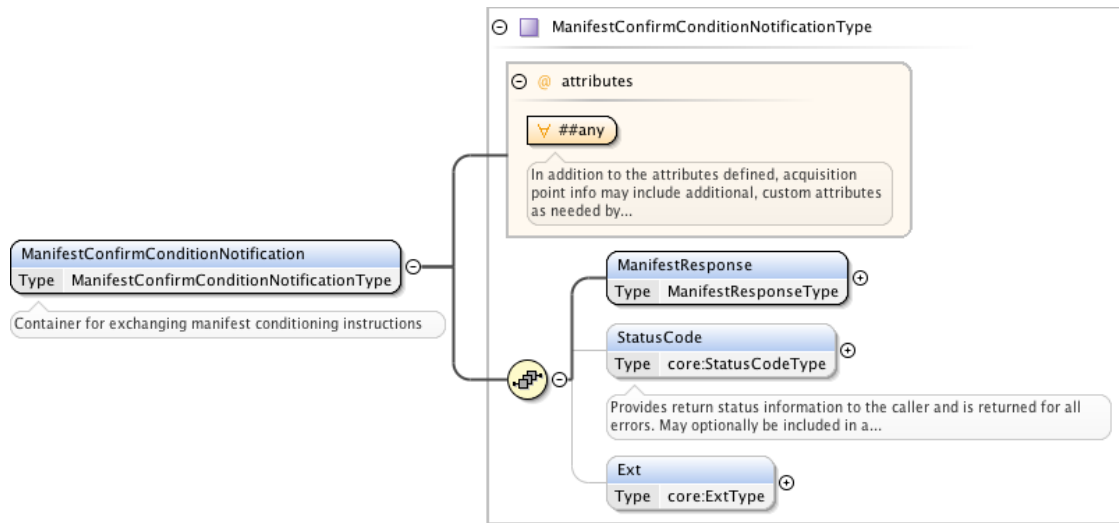 ManifestConfirmConditionNotificationType
@ attributes
∀ ##any
In addition to the attributes defined, acquisition
point info may include additional, custom attributes
as needed by...
ManifestConfirmConditionNotification
Type ManifestConfirmConditionNotificationType
Container for exchanging manifest conditioning instructions
ManifestResponse
Type ManifestResponseType
StatusCode
Type core:StatusCodeType
Provides return status information to the caller and is returned for all
errors. May optionally be included in a...
Ext
Type core:ExtType